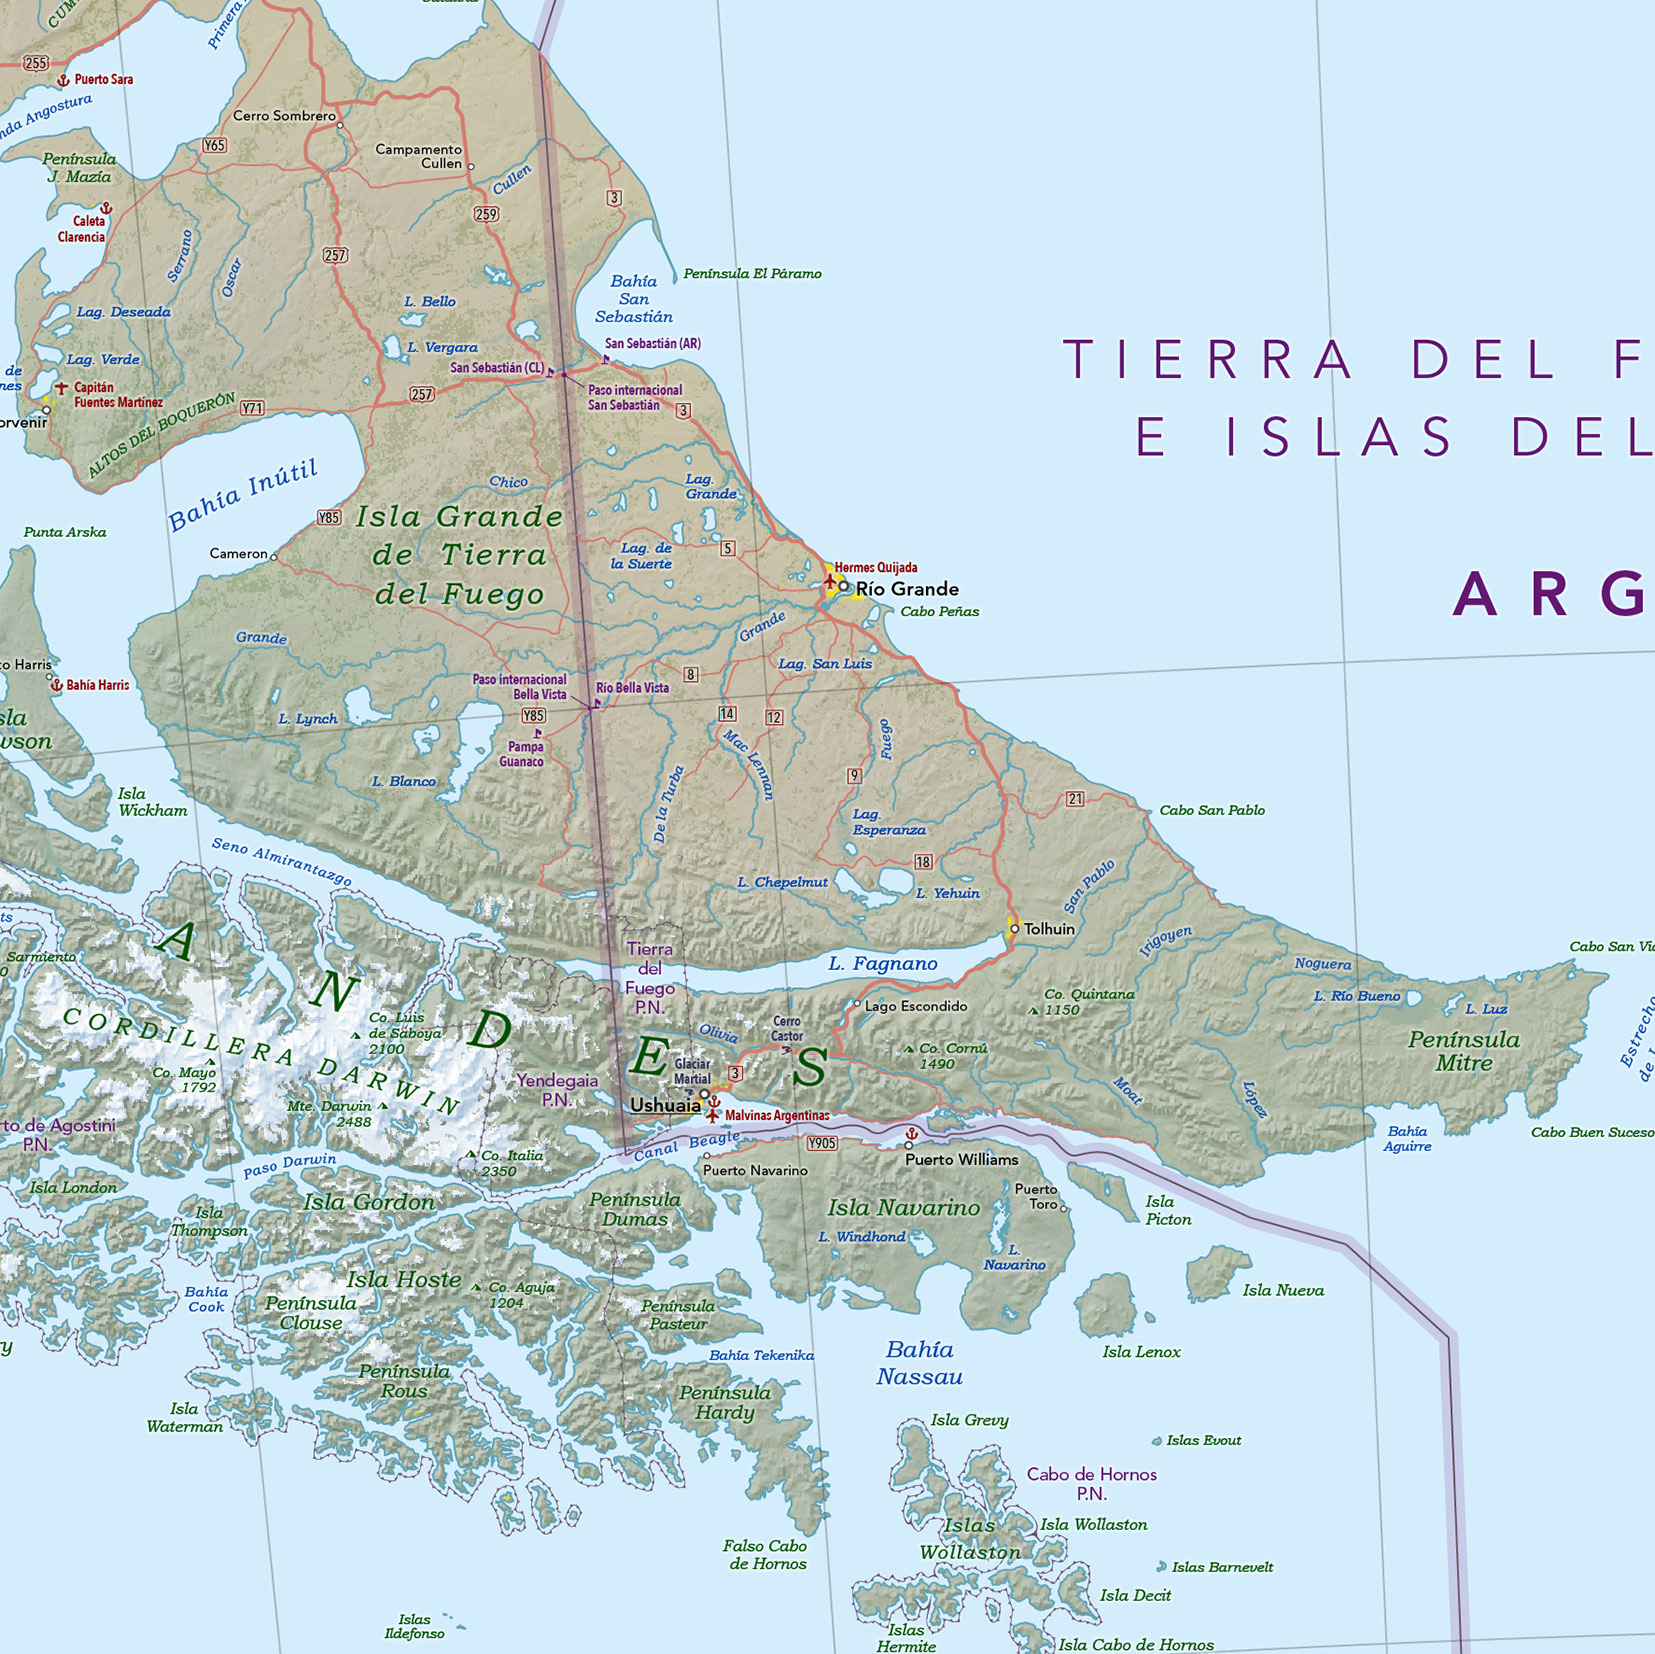 Primera
255
Puerto Sara
Angostura
Cerro Sombrero
Y65
Campamento
Cullen
Península
J. Mazía
Cullen
3
Caleta
Clarencia
259
257
Serrano
Oscar
Península El Páramo
Bahía
San
Sebastián
L. Bello
Lag. Deseada
L. Vergara
San Sebastián (AR)
TIERRA DEL F
Lag. Verde
San Sebastián (CL)
de
nes
Capitán
Fuentes Martínez
257
Paso internacional
San Sebastián
3
Y71
orvenir
ALTOS DEL BOQUERÓN
E ISLAS DEL
Bahía Inútil
Chico
Lag.
Grande
Y85
Isla Grande
de Tierra
del Fuego
Punta Arska
Cameron
Lag. de
la Suerte
5
Hermes Quijada
Río Grande
Cabo Peñas
ARG
Grande
Grande
to Harris
Bahía Harris
Lag. San Luis
8
Paso internacional
Bella Vista
Río Bella Vista
Y85
14
12
sla
wson
L. Lynch
Pampa
Guanaco
Mac Lennan
Fuego
9
L. Blanco
De la Turba
Isla
Wickham
21
Cabo San Pablo
Lag.
Esperanza
Seno Almirantazgo
18
L. Chepelmut
L. Yehuin
San Pablo
ts
Tolhuin
ANDES
Irigoyen
Cabo San Vi
Sarmiento
0
Tierra
del
Fuego
P.N.
L. Fagnano
Noguera
L. Río Bueno
L. Luz
Lago Escondido
Co. Quintana
1150
CORDILLERA DARWIN
Co. Luis
de Saboya
2100
Olivia
Cerro
Castor
Co. Cornú
1490
Península
Mitre
Estrecho
de
Co. Mayo
1792
Glaciar
Martial
3
Yendegaia
P.N.
Mte. Darwin
2488
Ushuaia
Malvinas Argentinas
Moat
López
rto de Agostini
P.N.
Canal Beagle
Y905
Bahía
Aguirre
Cabo Buen Suceso
Paso Darwin
Co. Italia
2350
Puerto Navarino
Puerto Williams
Isla London
Isla Gordon
Península
Dumas
Isla Navarino
Puerto
Toro
Isla
Picton
Isla
Thompson
L. Windhond
L.
Navarino
Isla Hoste
Co. Aguja
1204
Isla Nueva
Bahía
Cook
Península
Clouse
Península
Pasteur
ry
Bahía Tekenika
Bahía
Nassau
Isla Lenox
Península
Rous
Península
Hardy
Isla
Waterman
Isla Grevy
Islas Evout
Cabo de Hornos
P.N.
Isla Wollaston
Islas
Wollaston
Falso Cabo
de Hornos
Islas Barnevelt
Isla Decit
Islas
Ildefonso
Islas
Hermite
Isla Cabo de Hornos